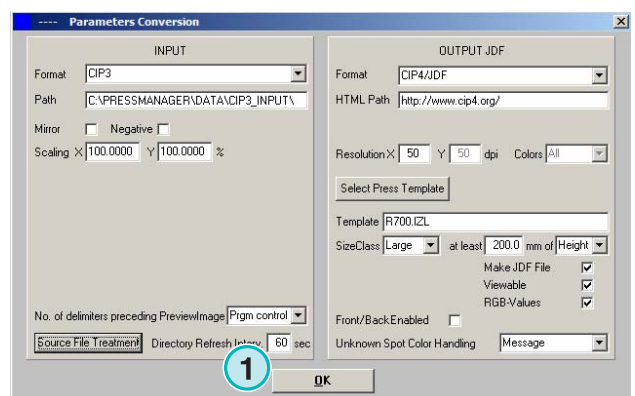 ---- Parameters Conversion
INPUT
Format CIP3
Path C:\PRESSMANAGER\DATA\CIP3_INPUT\
Mirror Negative
Scaling X 100.0000 Y 100.0000 %
No. of delimiters preceding PreviewImage Prgm control
Source File Treatment Directory Refresh Interv. 60 sec
OUTPUT JDF
Format CIP4/JDF
HTML Path http://www.cip4.org/
Resolution X 50 Y 50 dpi Colors All
Select Press Template
Template R700.IZL
SizeClass Large at least 200.0 mm of Height
Make JDF File
Viewable
RGB-Values
Front/Back Enabled
Unknown Spot Color Handling Message
1
OK